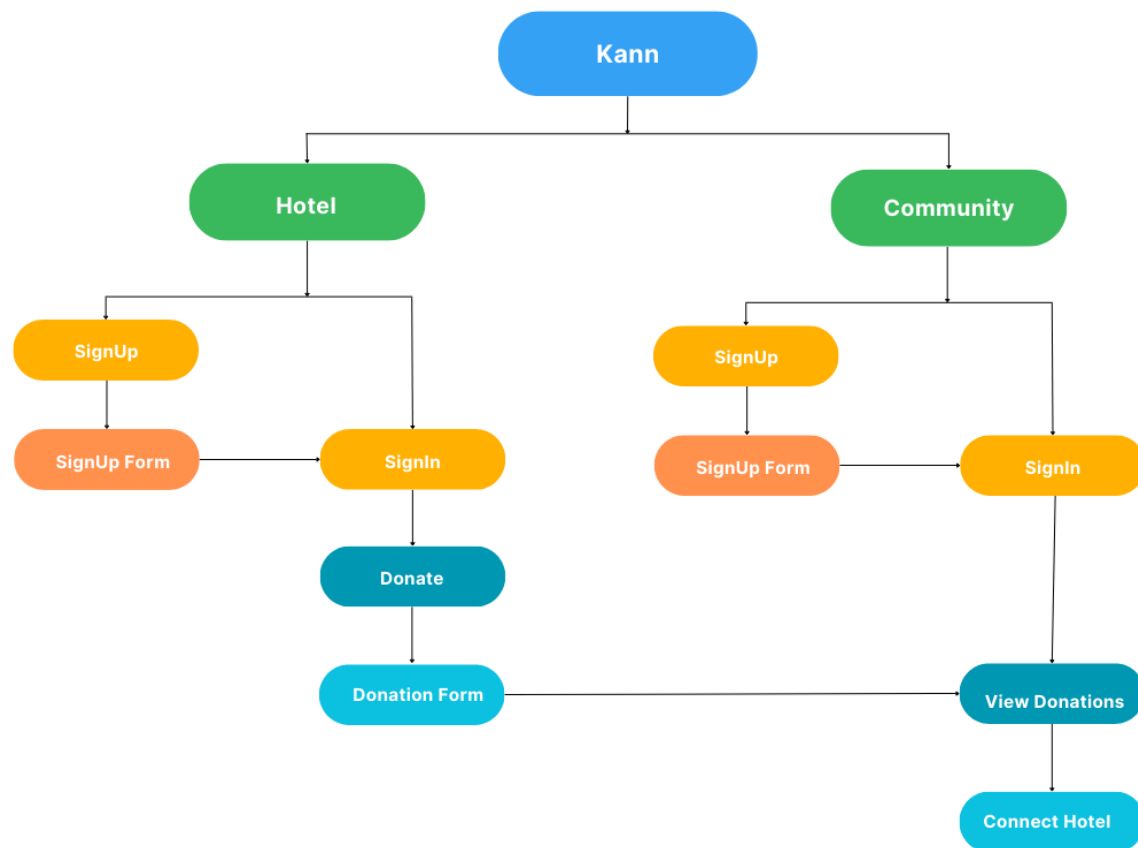 Kann
Hotel
Community
SignUp
SignUp
SignUp Form
SignIn
SignUp Form
SignIn
Donate
Donation Form
View Donations
Connect Hotel